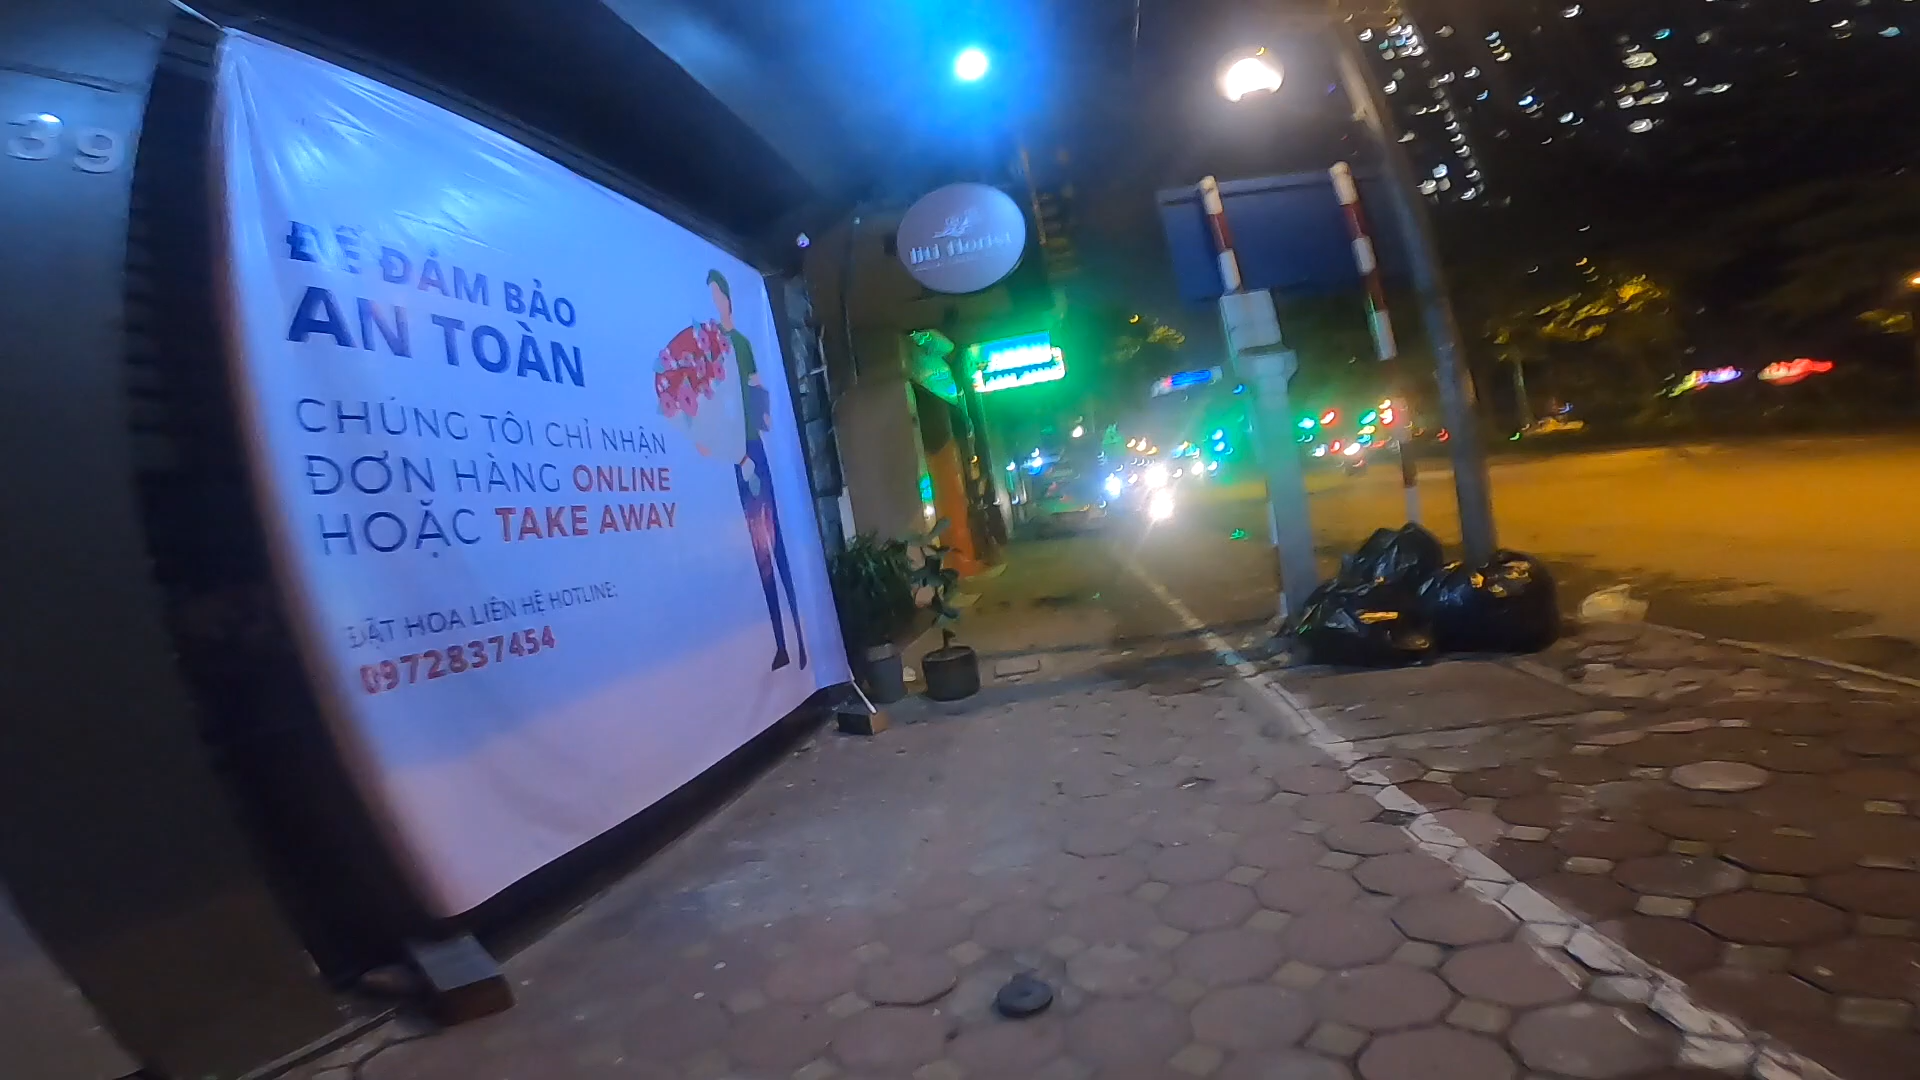 39
ĐỂ ĐẢM BẢO
AN TOÀN
CHÚNG TÔI CHỈ NHẬN
ĐƠN HÀNG ONLINE
HOẶC TAKE AWAY
ĐẶT HOA LIÊN HỆ HOTLINE:
0972837454
florist